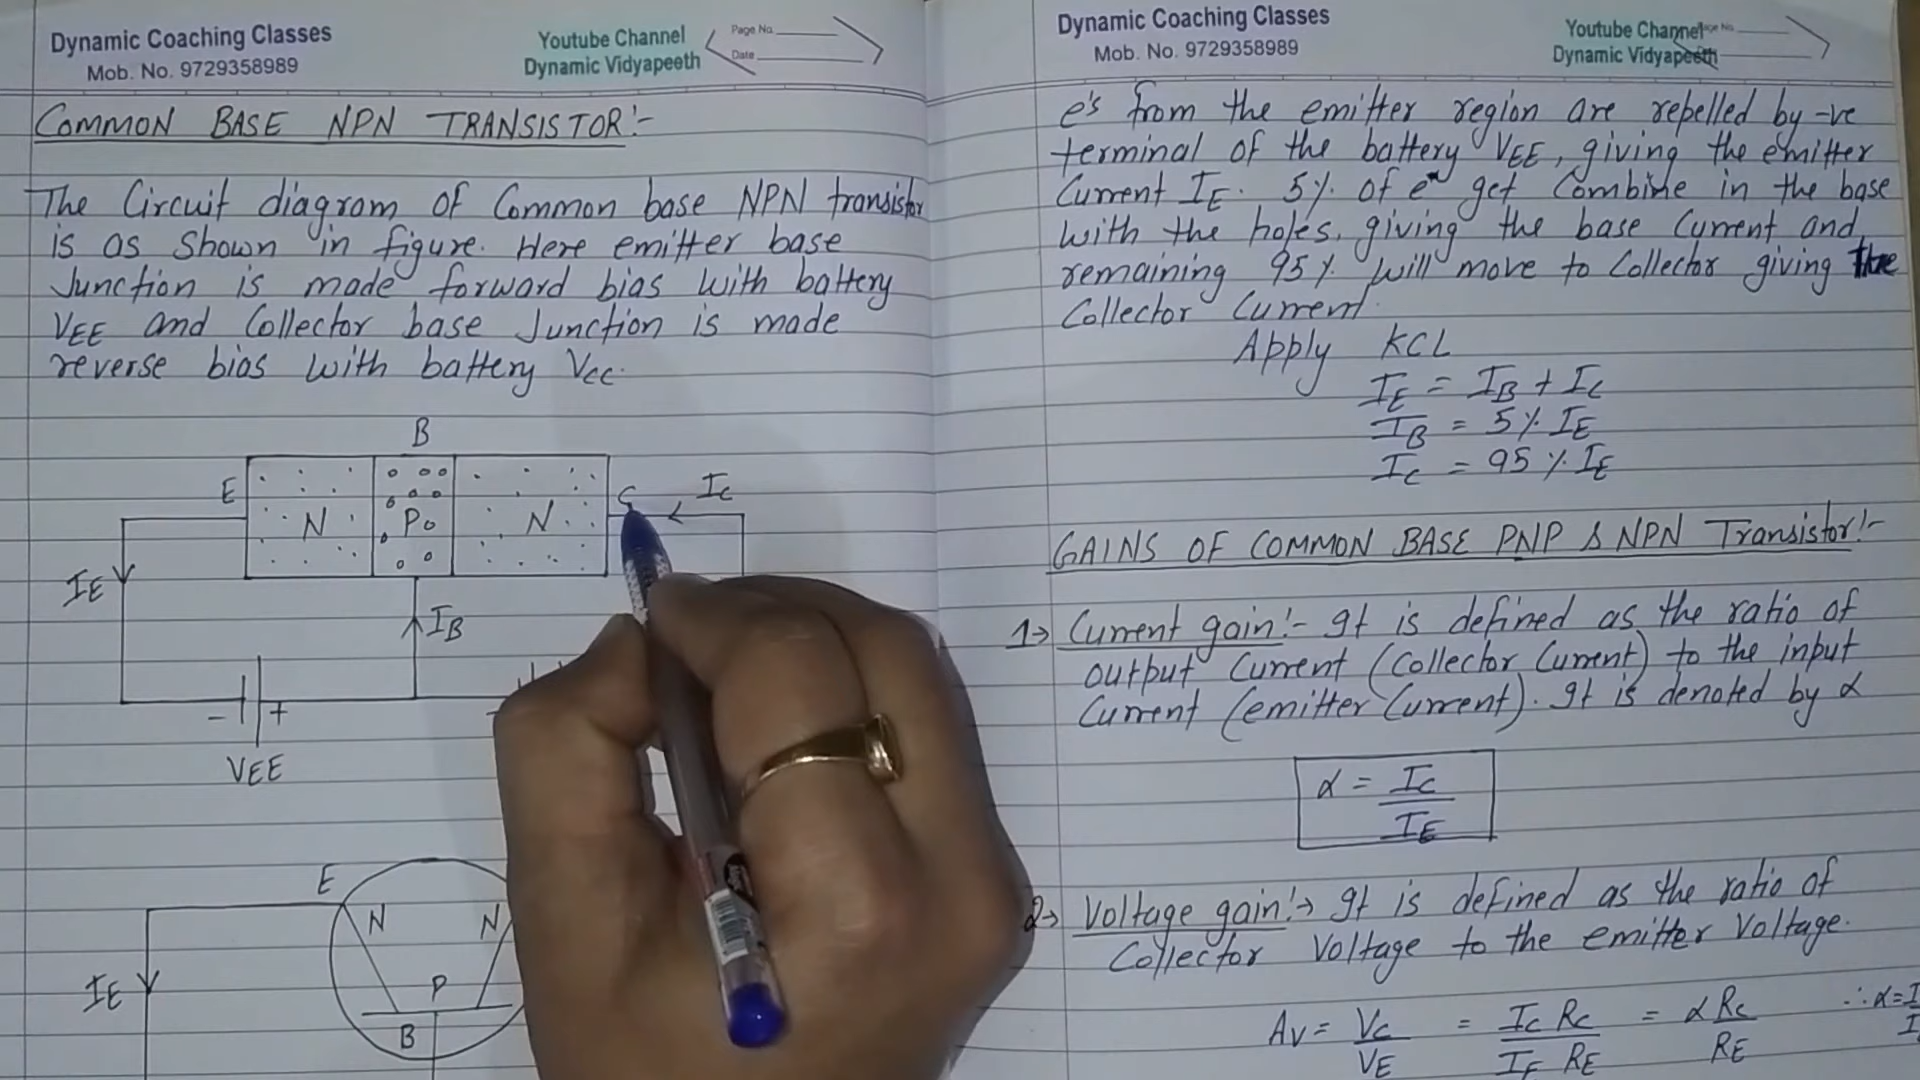 Dynamic Coaching Classes
Mob. No. 9729358989
Youtube Channel
Dynamic Vidyapeeth
Page No.
Date
COMMON BASE NPN TRANSISTOR:-
The Circuit diagram of Common base NPN transistor
is as shown in figure. Here emitter base
Junction is made forward bias with battery
VEE and Collector base Junction is made
reverse bias with battery Vcc.
B
E
N
P
N
C
IC
IE
IB
- +
VEE
E
N
N
P
IE
B
Dynamic Coaching Classes
Mob. No. 9729358989
Youtube Channel
Dynamic Vidyapeeth
e's from the emitter region are repelled by -ve
terminal of the battery VEE, giving the emitter
Current IE. 5% of e- get Combine in the base
with the holes, giving the base Current and
remaining 95% will move to Collector giving the
Collector Current.
Apply KCL
IE = IB + IC
IB = 5% IE
IC = 95% IE
GAINS OF COMMON BASE PNP & NPN Transistor:-
1→ Current gain:- It is defined as the ratio of
output Current (Collector Current) to the input
Current (emitter Current). It is denoted by α
α = IC
IE
2→ Voltage gain:→ It is defined as the ratio of
Collector Voltage to the emitter Voltage.
AV = VC = IC RC = α RC ∴ α = I
VE IE RE RE I